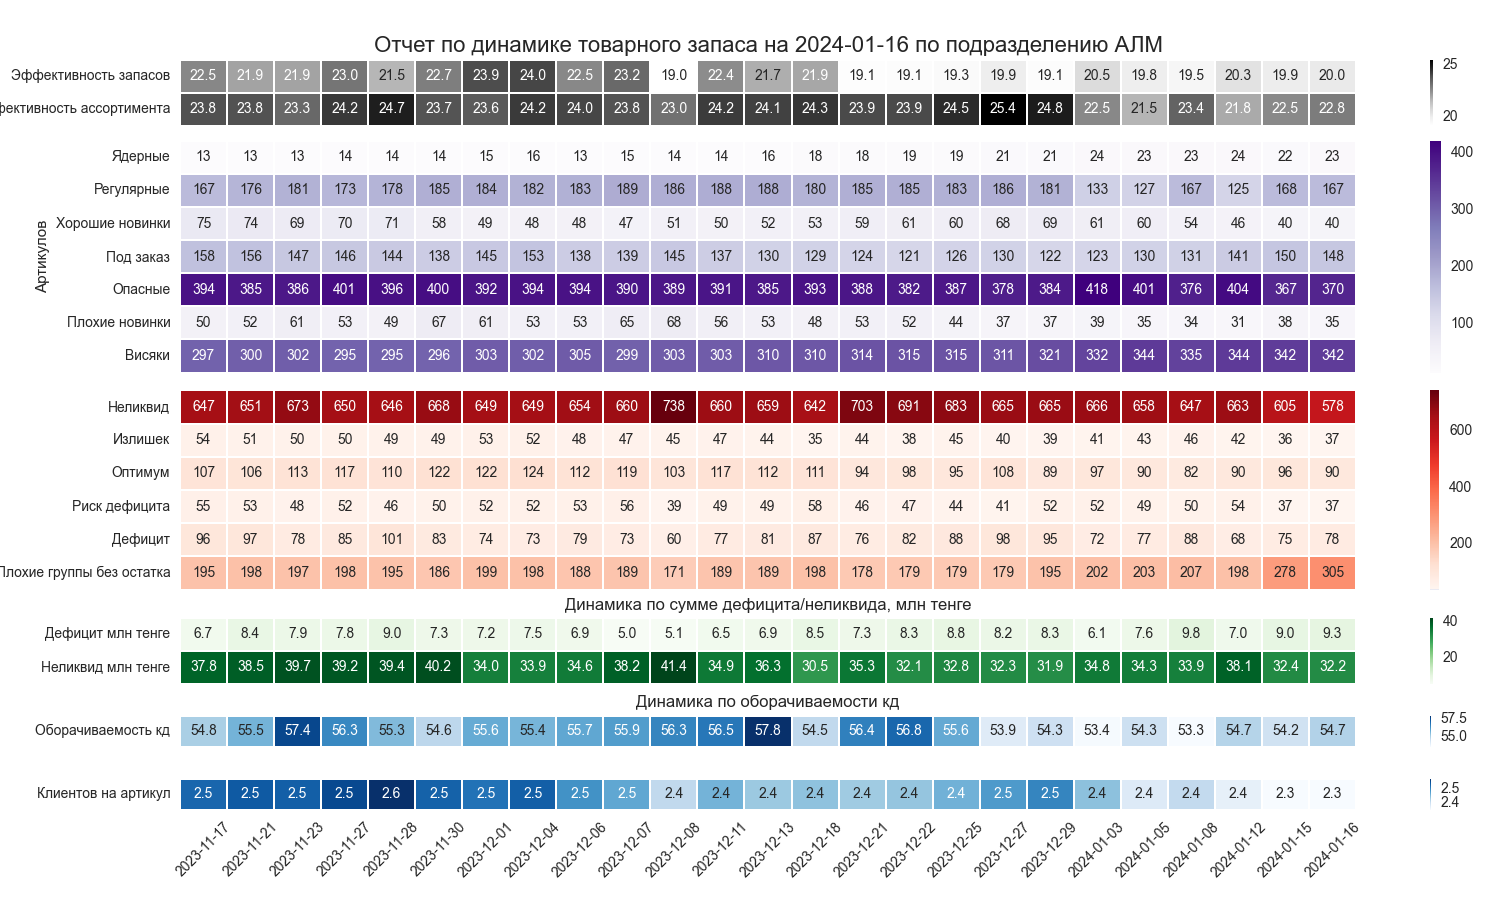 Отчет по динамике товарного запаса на 2024-01-16 по подразделению АЛМ
Эффективность запасов 22.5 21.9 21.9 23.0 21.5 22.7 23.9 24.0 22.5 23.2 19.0 22.4 21.7 21.9 19.1 19.1 19.3 19.9 19.1 20.5 19.8 19.5 20.3 19.9 20.0
фективность ассортимента 23.8 23.8 23.3 24.2 24.7 23.7 23.6 24.2 24.0 23.8 23.0 24.2 24.1 24.3 23.9 23.9 24.5 25.4 24.8 22.5 21.5 23.4 21.8 22.5 22.8
25
20
Артикулов
Ядерные 13 13 13 14 14 14 15 16 13 15 14 14 16 18 18 19 19 21 21 24 23 23 24 22 23
Регулярные 167 176 181 173 178 185 184 182 183 189 186 188 188 180 185 185 183 186 181 133 127 167 125 168 167
Хорошие новинки 75 74 69 70 71 58 49 48 48 47 51 50 52 53 59 61 60 68 69 61 60 54 46 40 40
Под заказ 158 156 147 146 144 138 145 153 138 139 145 137 130 129 124 121 126 130 122 123 130 131 141 150 148
Опасные 394 385 386 401 396 400 392 394 394 390 389 391 385 393 388 382 387 378 384 418 401 376 404 367 370
Плохие новинки 50 52 61 53 49 67 61 53 53 65 68 56 53 48 53 52 44 37 37 39 35 34 31 38 35
Висяки 297 300 302 295 295 296 303 302 305 299 303 303 310 310 314 315 315 311 321 332 344 335 344 342 342
400
300
200
100
Неликвид 647 651 673 650 646 668 649 649 654 660 738 660 659 642 703 691 683 665 665 666 658 647 663 605 578
Излишек 54 51 50 50 49 49 53 52 48 47 45 47 44 35 44 38 45 40 39 41 43 46 42 36 37
Оптимум 107 106 113 117 110 122 122 124 112 119 103 117 112 111 94 98 95 108 89 97 90 82 90 96 90
Риск дефицита 55 53 48 52 46 50 52 52 53 56 39 49 49 58 46 47 44 41 52 52 49 50 54 37 37
Дефицит 96 97 78 85 101 83 74 73 79 73 60 77 81 87 76 82 88 98 95 72 77 88 68 75 78
Плохие группы без остатка 195 198 197 198 195 186 199 198 188 189 171 189 189 198 178 179 179 179 195 202 203 207 198 278 305
600
400
200
Динамика по сумме дефицита/неликвида, млн тенге
Дефицит млн тенге 6.7 8.4 7.9 7.8 9.0 7.3 7.2 7.5 6.9 5.0 5.1 6.5 6.9 8.5 7.3 8.3 8.8 8.2 8.3 6.1 7.6 9.8 7.0 9.0 9.3
Неликвид млн тенге 37.8 38.5 39.7 39.2 39.4 40.2 34.0 33.9 34.6 38.2 41.4 34.9 36.3 30.5 35.3 32.1 32.8 32.3 31.9 34.8 34.3 33.9 38.1 32.4 32.2
40
20
Динамика по оборачиваемости кд
Оборачиваемость кд 54.8 55.5 57.4 56.3 55.3 54.6 55.6 55.4 55.7 55.9 56.3 56.5 57.8 54.5 56.4 56.8 55.6 53.9 54.3 53.4 54.3 53.3 54.7 54.2 54.7
57.5
55.0
Клиентов на артикул 2.5 2.5 2.5 2.5 2.6 2.5 2.5 2.5 2.5 2.5 2.4 2.4 2.4 2.4 2.4 2.4 2.4 2.5 2.5 2.4 2.4 2.4 2.4 2.3 2.3
2.5
2.4
2023-11-17 2023-11-21 2023-11-23 2023-11-27 2023-11-28 2023-11-30 2023-12-01 2023-12-04 2023-12-06 2023-12-07 2023-12-08 2023-12-11 2023-12-13 2023-12-18 2023-12-21 2023-12-22 2023-12-25 2023-12-27 2023-12-29 2024-01-03 2024-01-05 2024-01-08 2024-01-12 2024-01-15 2024-01-16